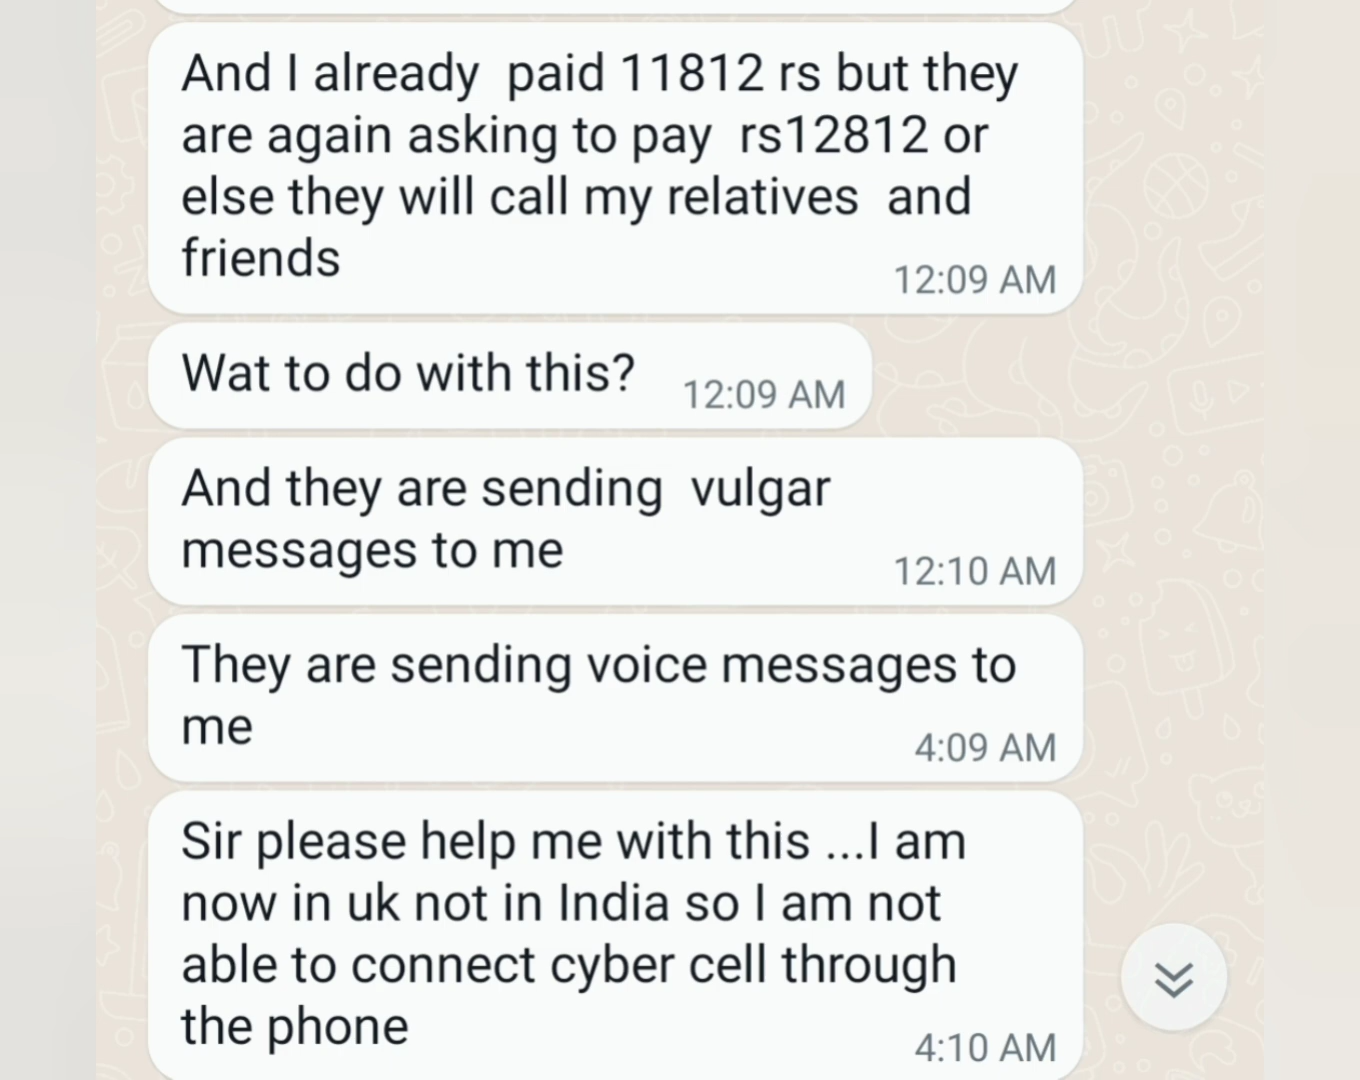 And I already  paid 11812 rs but they
are again asking to pay  rs12812 or
else they will call my relatives  and
friends
12:09 AM
Wat to do with this?
12:09 AM
And they are sending  vulgar
messages to me
12:10 AM
They are sending voice messages to
me
4:09 AM
Sir please help me with this ...I am
now in uk not in India so I am not
able to connect cyber cell through
the phone
4:10 AM